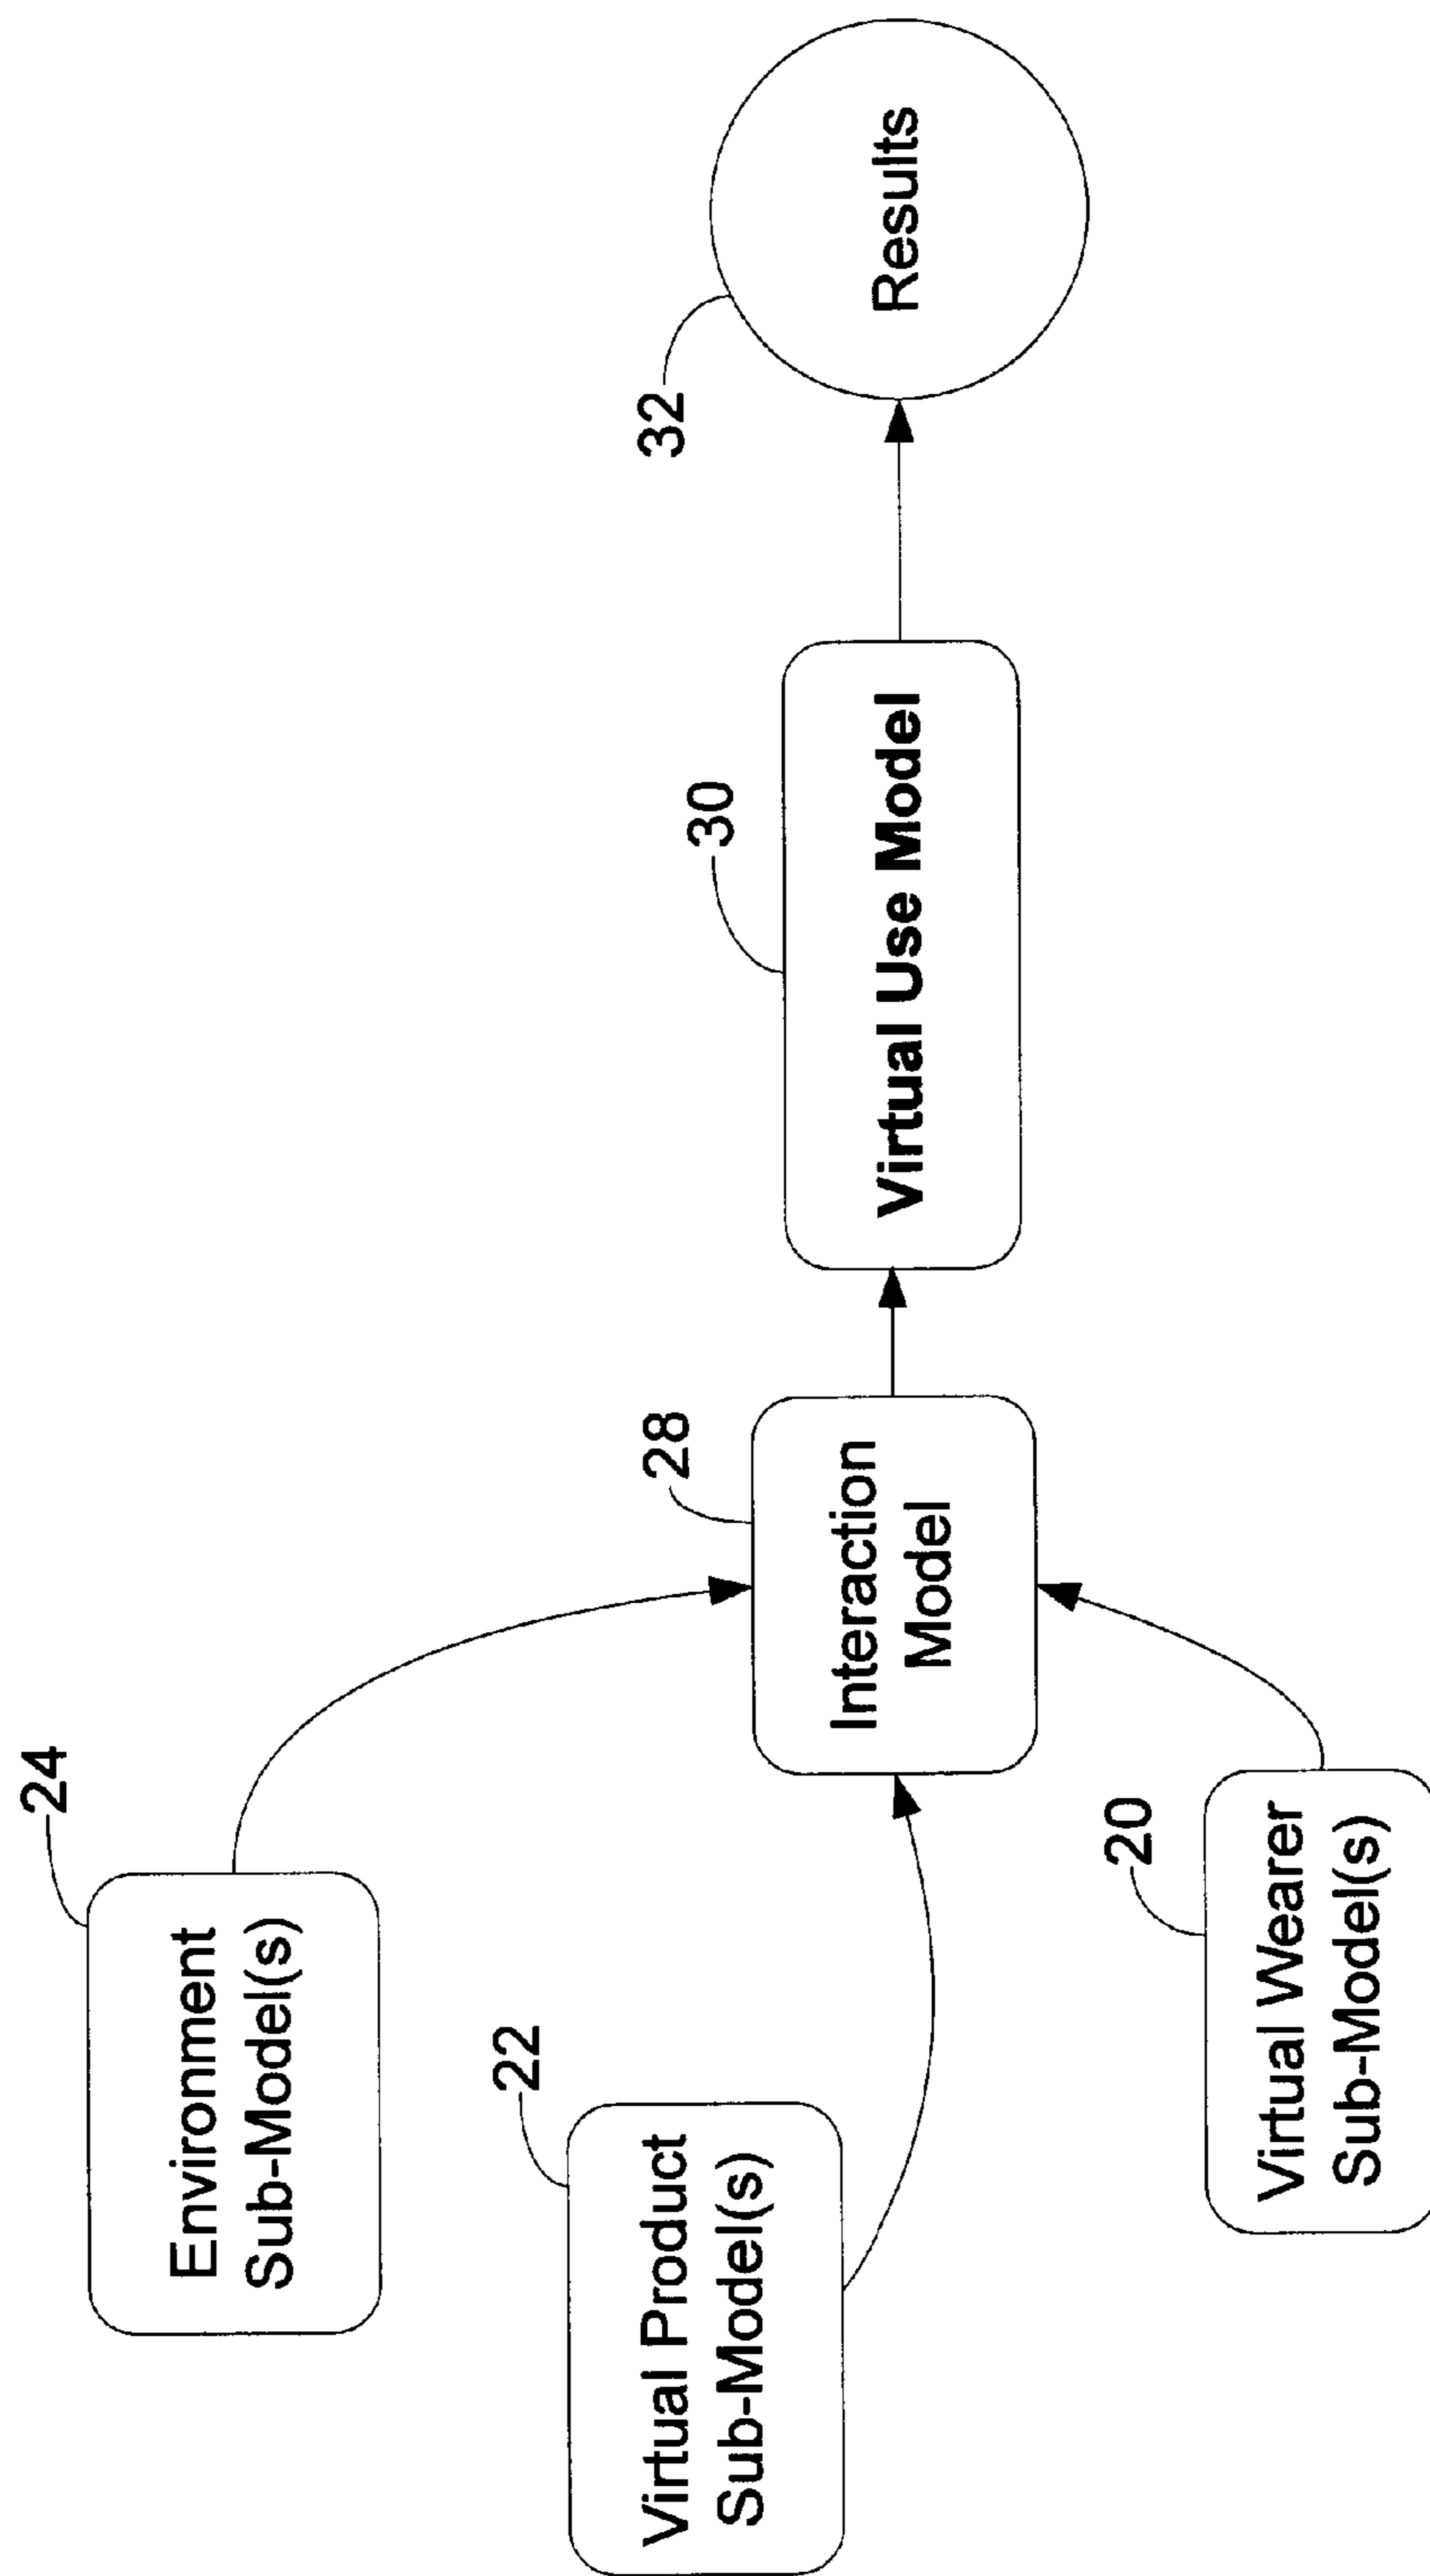 24
Environment
Sub-Model(s)
22
Virtual Product
Sub-Model(s)
20
Virtual Wearer
Sub-Model(s)
28
Interaction
Model
30
Virtual Use Model
32
Results